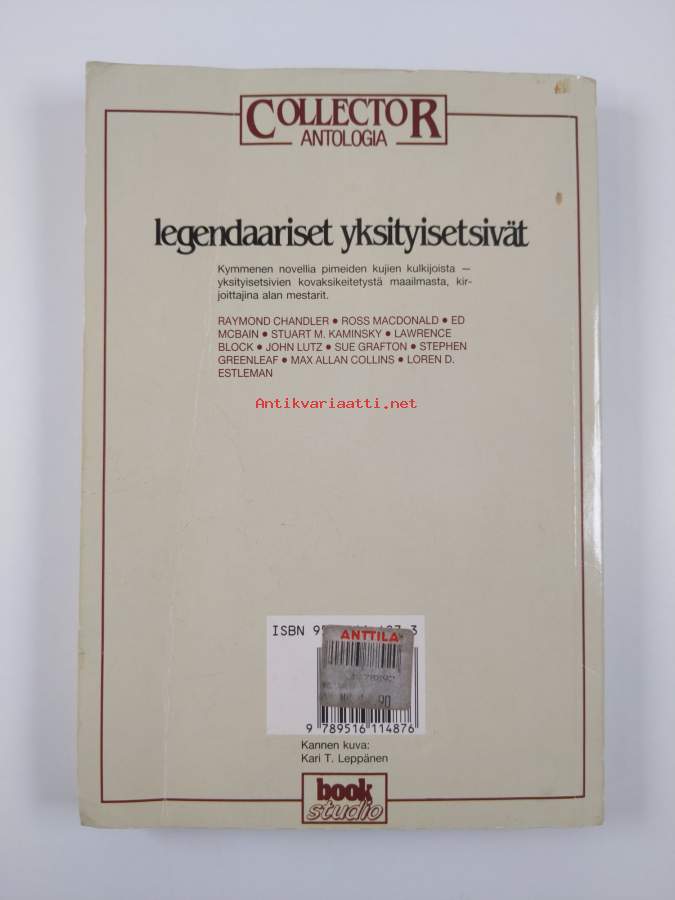 COLLECTOR
ANTOLOGIA
legendaariset yksityisetsivät
Kymmenen novellia pimeiden kujien kulkijoista —
yksityisetsivien kovaksikeitetystä maailmasta, kir-
joittajina alan mestarit.
RAYMOND CHANDLER ● ROSS MACDONALD ● ED
MCBAIN ● STUART M. KAMINSKY ● LAWRENCE
BLOCK ● JOHN LUTZ ● SUE GRAFTON ● STEPHEN
GREENLEAF ● MAX ALLAN COLLINS ● LOREN D.
ESTLEMAN
Antikvariaatti.net
ISBN
ANTTILA
90
9 789516 114876
Kannen kuva:
Kari T. Leppänen
book
studio